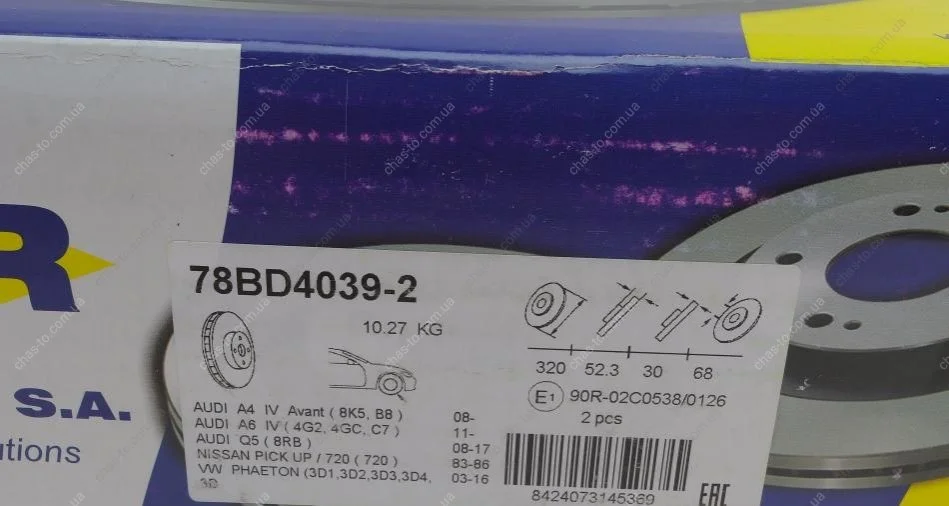 R
S.A.
utions
78BD4039-2
10.27 KG
320 52.3 30 68
E1 90R-02C0538/0126
2 pcs
AUDI A4 IV Avant ( 8K5, B8 ) 08-
AUDI A6 IV ( 4G2, 4GC, C7 ) 11-
AUDI Q5 ( 8RB ) 08-17
NISSAN PICK UP / 720 ( 720 ) 83-86
VW PHAETON (3D1,3D2,3D3,3D4, 03-16
3D
8424073145369
EAC
chas-to.com.ua